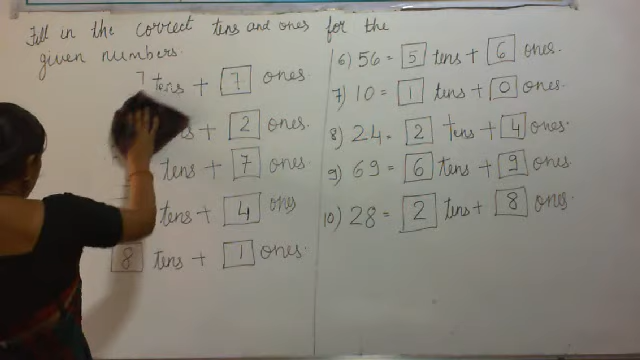 Fill in the correct tens and ones for the
given numbers.
tens + 7 ones.
tens + 2 ones.
tens + 7 ones.
tens + 4 ones
8 tens + 1 ones.
6) 56 = 5 tens + 6 ones.
7) 10 = 1 tens + 0 ones.
8) 24 = 2 tens + 4 ones.
9) 69 = 6 tens + 9 ones.
10) 28 = 2 tens + 8 ones.